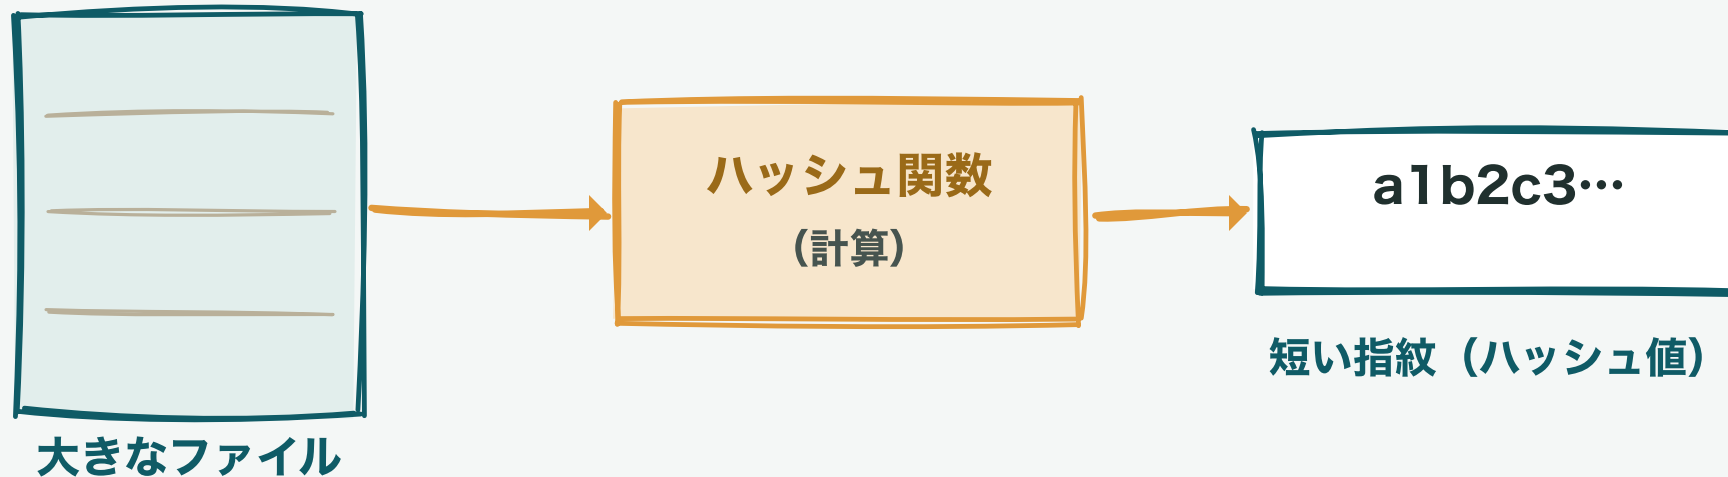 大きなファイル
ハッシュ関数
（計算）
a1b2c3…
短い指紋（ハッシュ値）